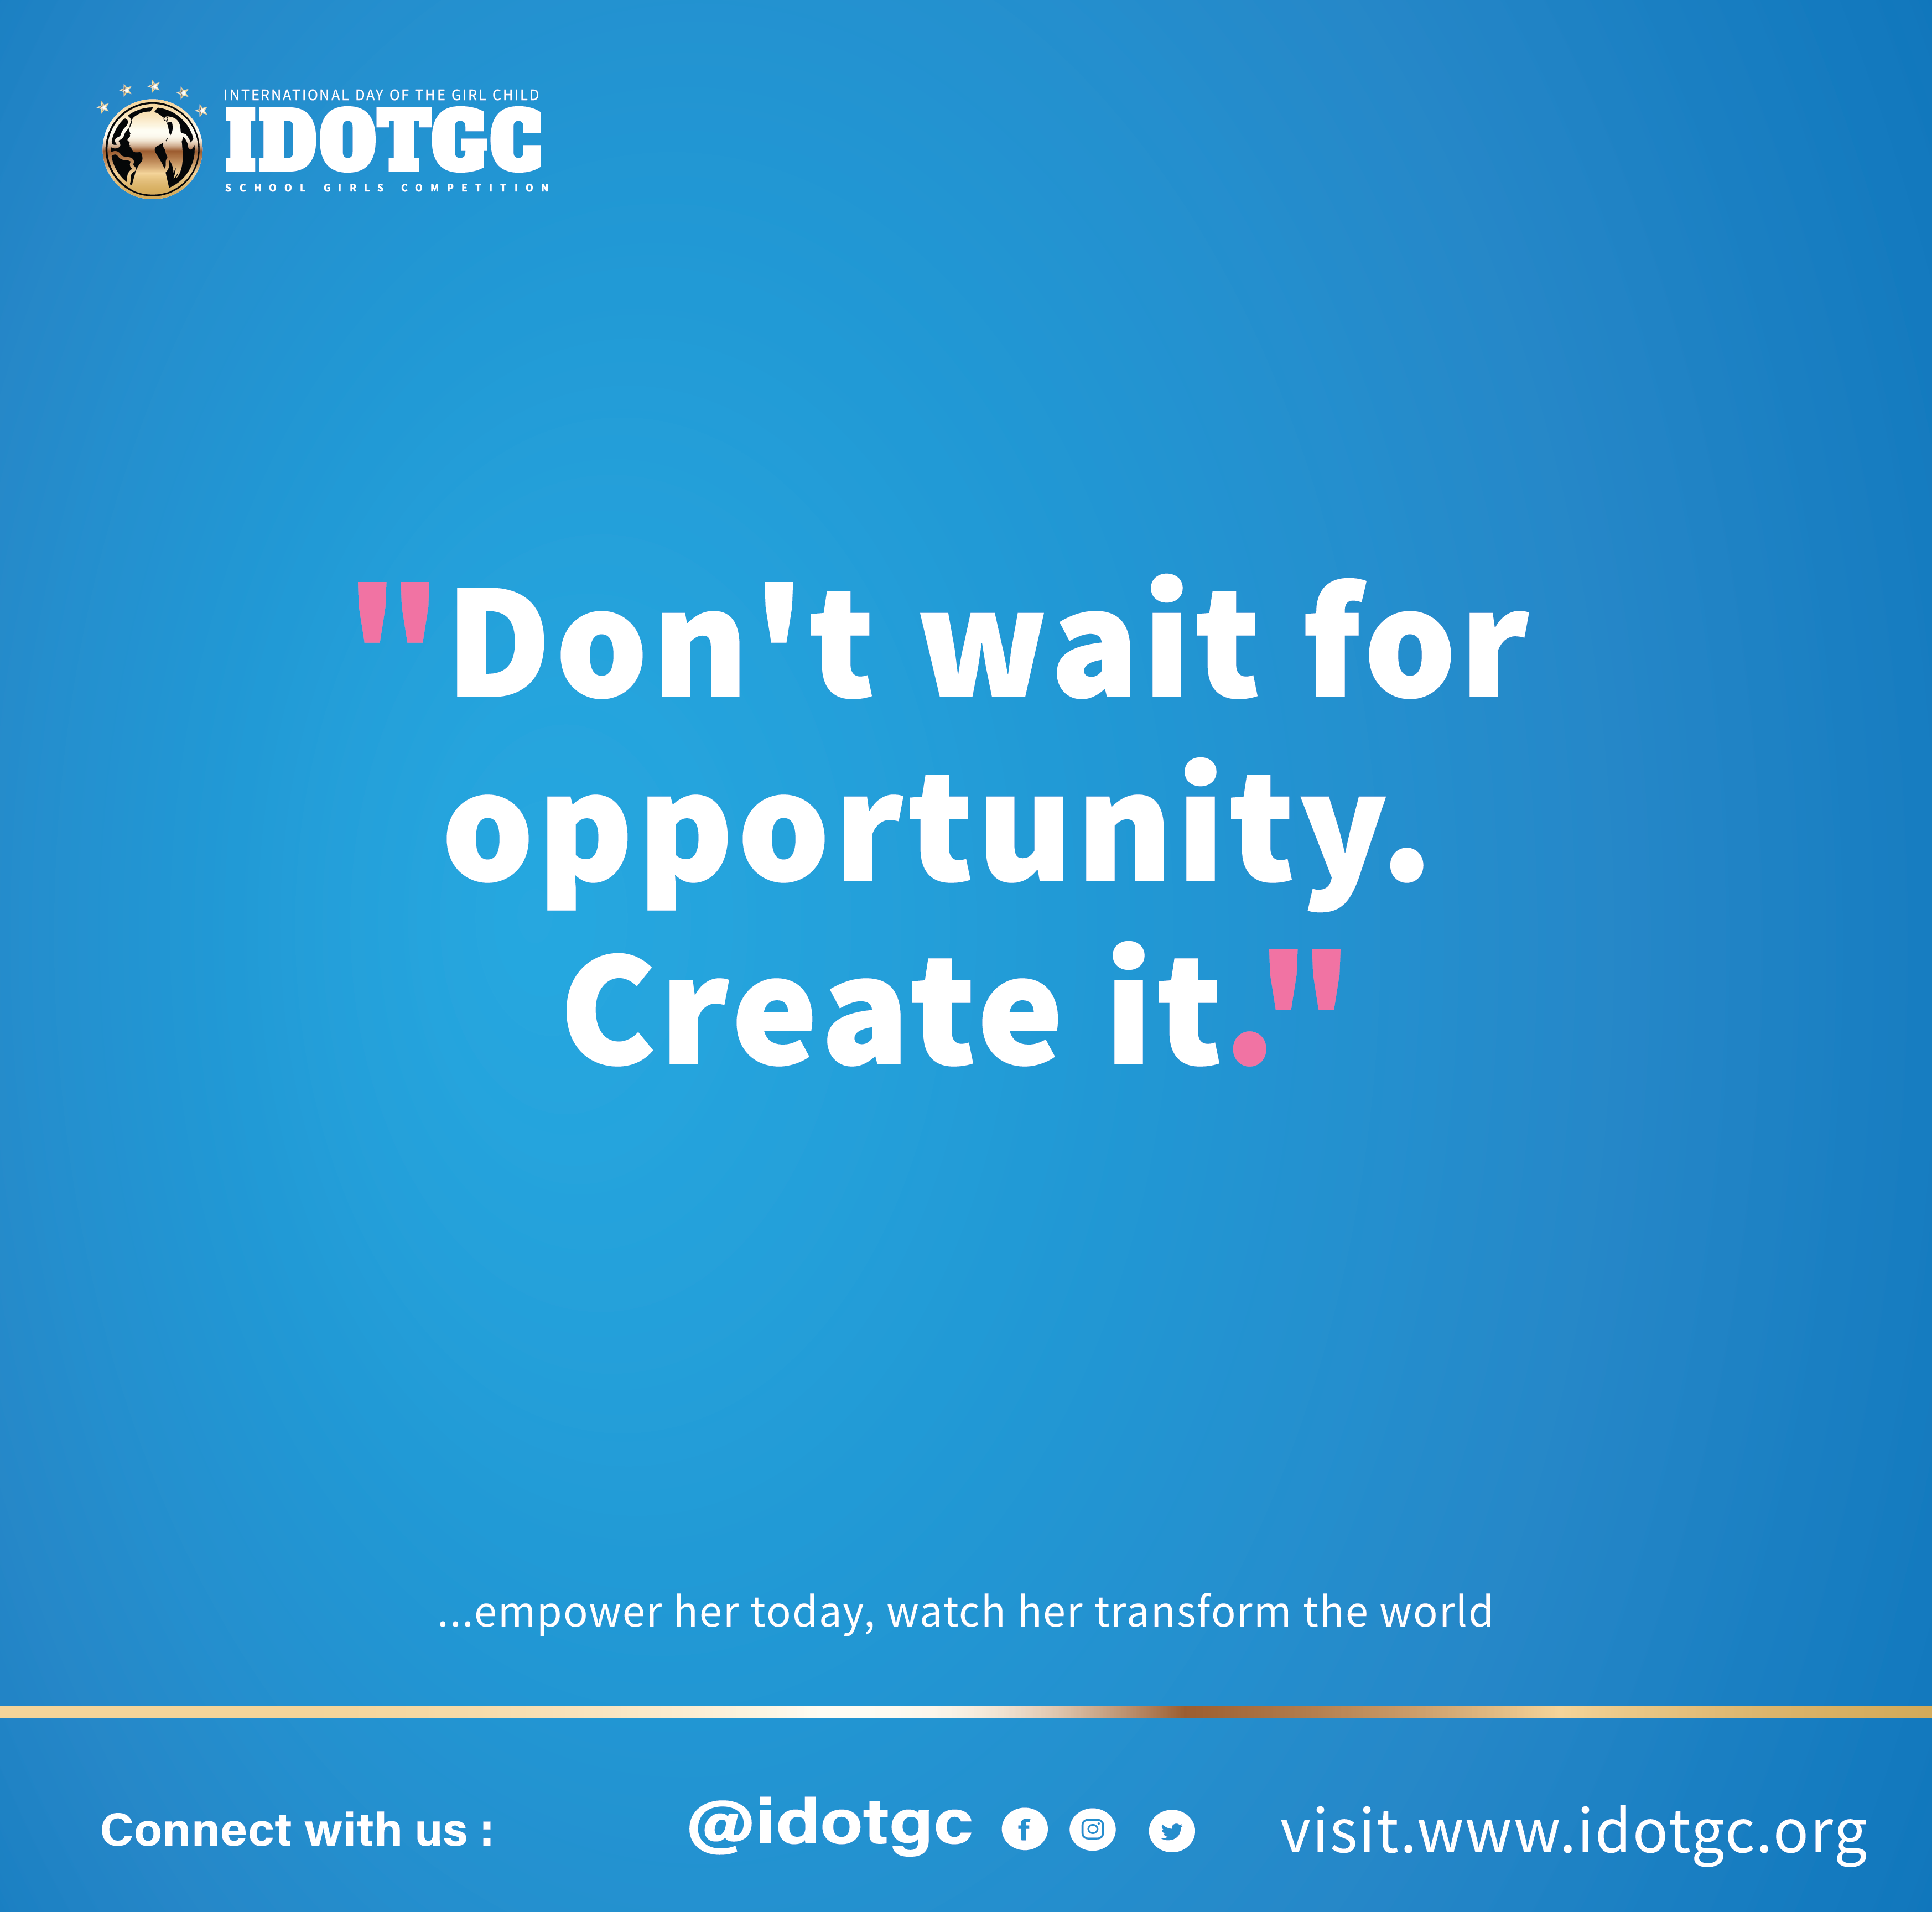 INTERNATIONAL DAY OF THE GIRL CHILD
IDOTGC
SCHOOL GIRLS COMPETITION
"Don't wait for
opportunity.
Create it."
...empower her today, watch her transform the world
Connect with us : @idotgc visit.www.idotgc.org